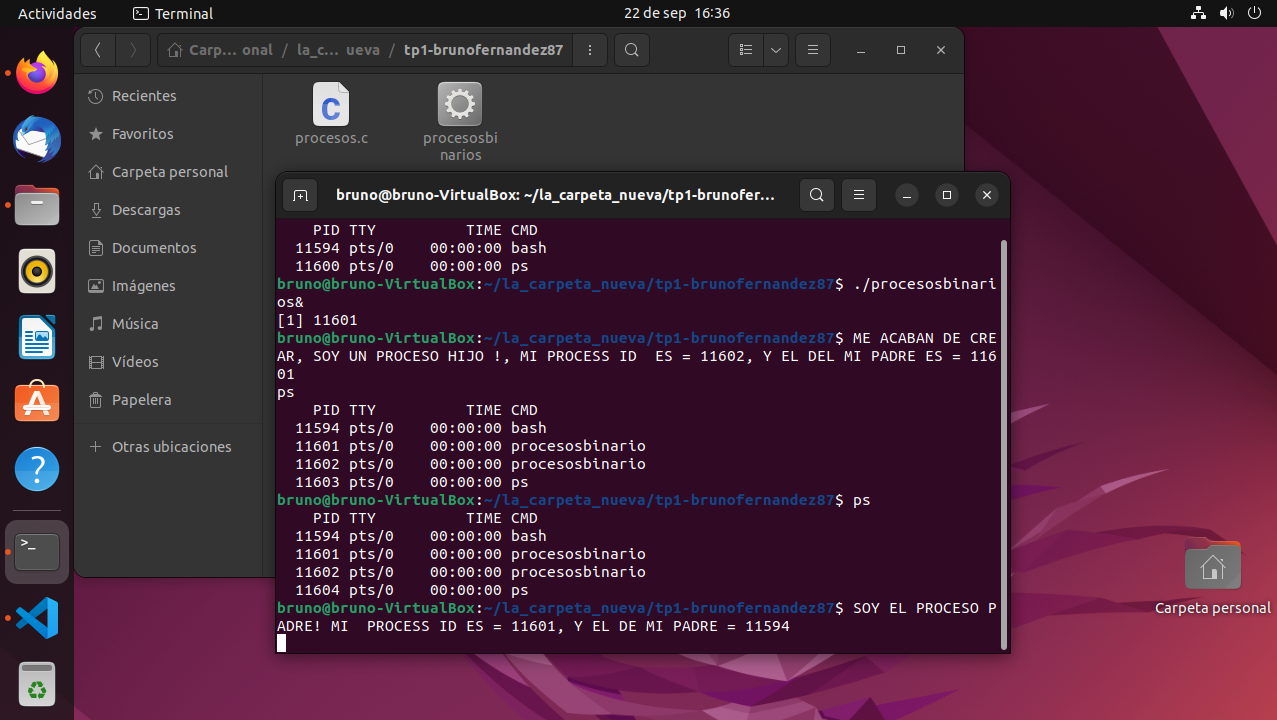 Actividades
Terminal
22 de sep 16:36
Carp… onal / la_c… ueva / tp1-brunofernandez87
Recientes
Favoritos
Carpeta personal
Descargas
Documentos
Imágenes
Música
Vídeos
Papelera
Otras ubicaciones
procesos.c
procesosbi
narios
bruno@bruno-VirtualBox: ~/la_carpeta_nueva/tp1-brunofer…
    PID TTY          TIME CMD
  11594 pts/0    00:00:00 bash
  11600 pts/0    00:00:00 ps
bruno@bruno-VirtualBox:~/la_carpeta_nueva/tp1-brunofernandez87$ ./procesosbinari
os&
[1] 11601
bruno@bruno-VirtualBox:~/la_carpeta_nueva/tp1-brunofernandez87$ ME ACABAN DE CRE
AR, SOY UN PROCESO HIJO !, MI PROCESS ID  ES = 11602, Y EL DEL MI PADRE ES = 116
01
ps
    PID TTY          TIME CMD
  11594 pts/0    00:00:00 bash
  11601 pts/0    00:00:00 procesosbinario
  11602 pts/0    00:00:00 procesosbinario
  11603 pts/0    00:00:00 ps
bruno@bruno-VirtualBox:~/la_carpeta_nueva/tp1-brunofernandez87$ ps
    PID TTY          TIME CMD
  11594 pts/0    00:00:00 bash
  11601 pts/0    00:00:00 procesosbinario
  11602 pts/0    00:00:00 procesosbinario
  11604 pts/0    00:00:00 ps
bruno@bruno-VirtualBox:~/la_carpeta_nueva/tp1-brunofernandez87$ SOY EL PROCESO P
ADRE! MI  PROCESS ID ES = 11601, Y EL DE MI PADRE = 11594
Carpeta personal